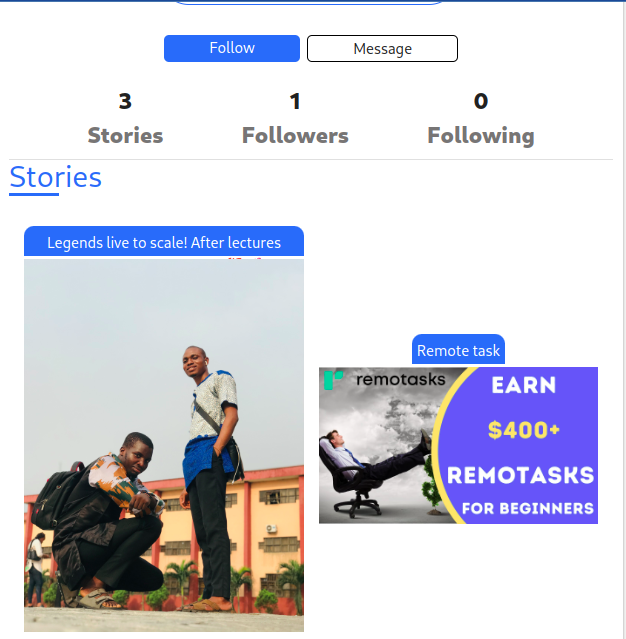 Follow
Message
3
1
0
Stories
Followers
Following
Stories
Legends live to scale! After lectures
Remote task
remotasks
EARN
$400+
REMOTASKS
FOR BEGINNERS